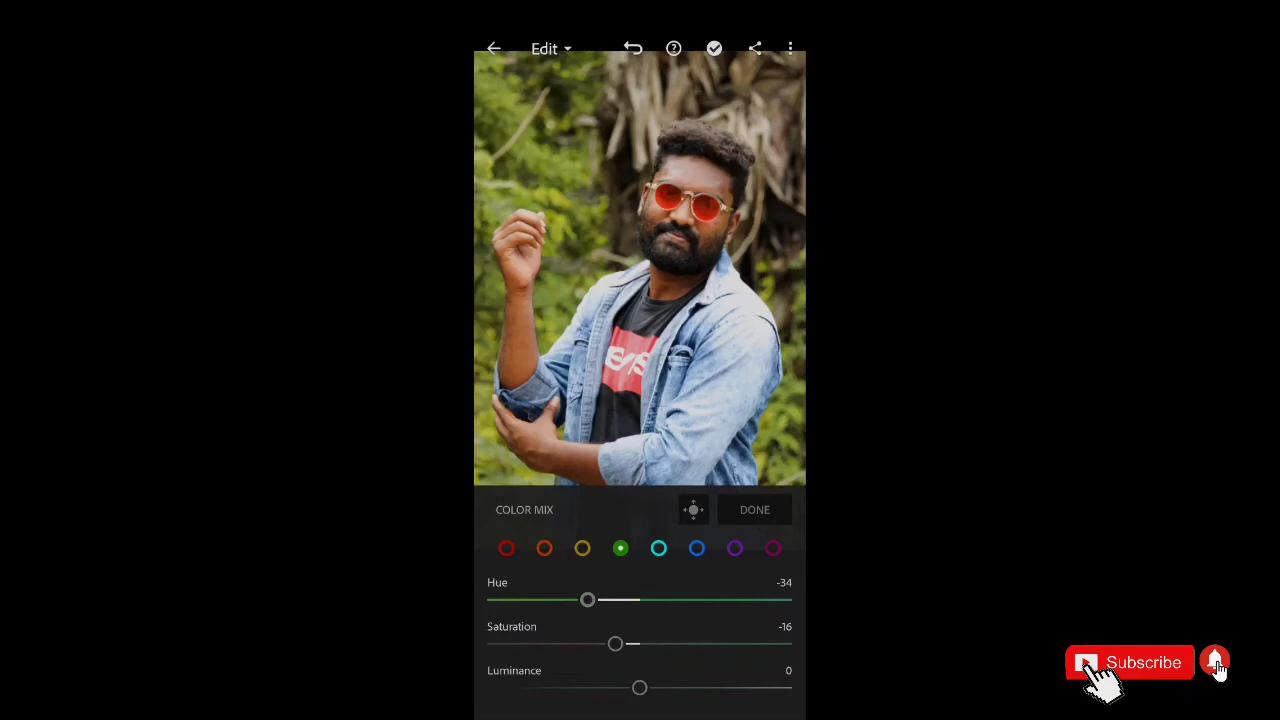 Edit
COLOR MIX
DONE
Hue
-34
Saturation
-16
Luminance
0
Subscribe